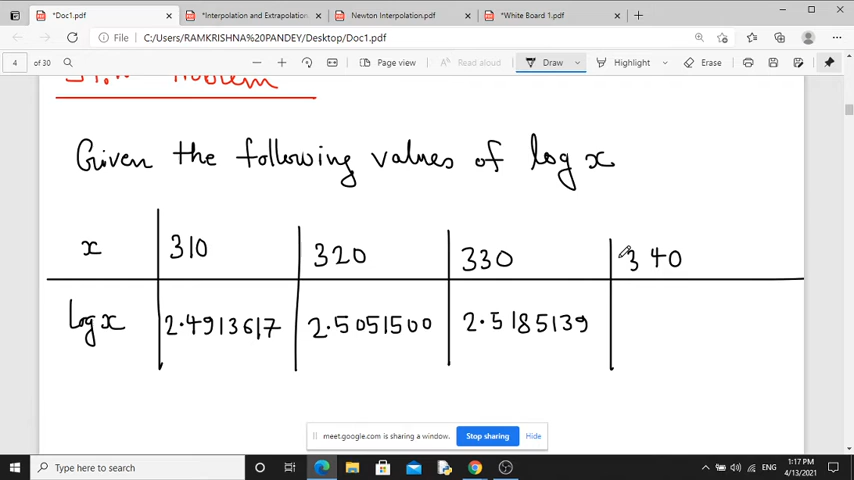 *Doc1.pdf
*Interpolation and Extrapolation.
Newton Interpolation.pdf
*White Board 1.pdf
File
C:/Users/RAMKRISHNA%20PANDEY/Desktop/Doc1.pdf
4 of 30
Page view
Read aloud
Draw
Highlight
Erase
Problem
Given the following values of log x
x 310 320 330 340
log x 2.4913617 2.5051500 2.5185139
meet.google.com is sharing a window.
Stop sharing
Hide
Type here to search
ENG
1:17 PM
4/13/2021